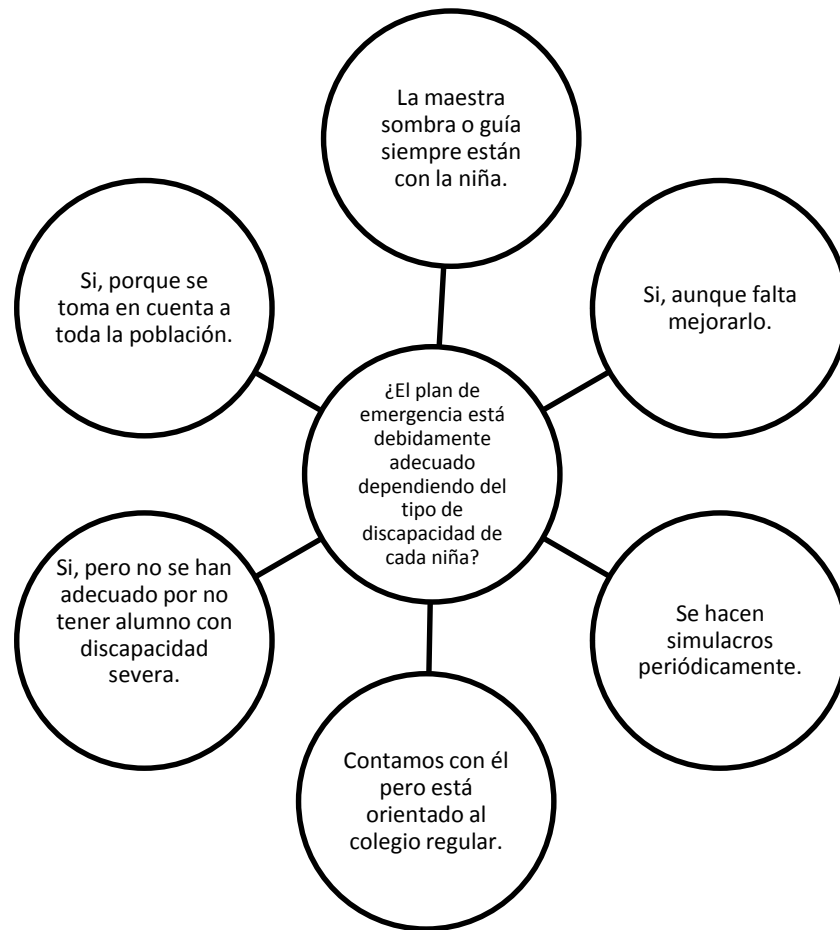 La maestra
sombra o guía
siempre están
con la niña.
Si, porque se
toma en cuenta a
toda la población.
Si, aunque falta
mejorarlo.
¿El plan de
emergencia está
debidamente
adecuado
dependiendo del
tipo de
discapacidad de
cada niña?
Si, pero no se han
adecuado por no
tener alumno con
discapacidad
severa.
Se hacen
simulacros
periódicamente.
Contamos con él
pero está
orientado al
colegio regular.